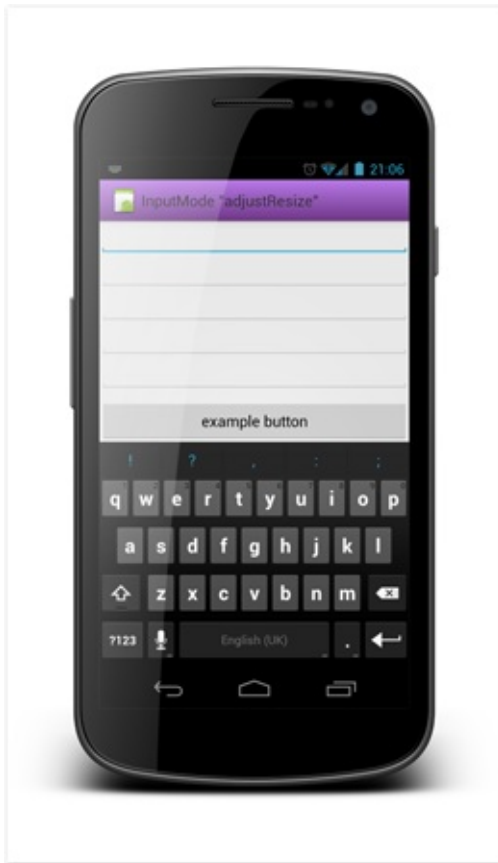 21:06
InputMode "adjustResize"
example button
! ? , : ;
q w e r t y u i o p
a s d f g h j k l
z x c v b n m
?123 English (UK) .